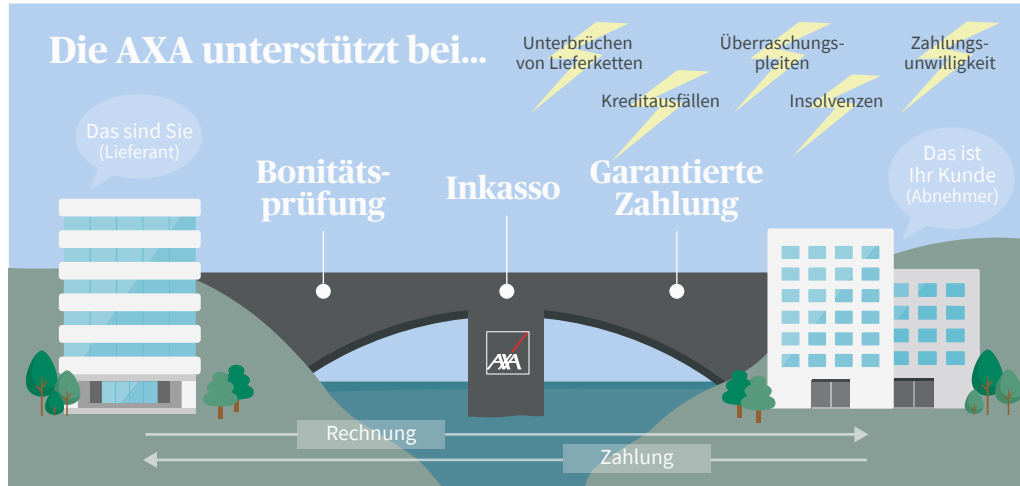 Die AXA unterstützt bei...
Unterbrüchen
von Lieferketten
Überraschungs-
pleiten
Zahlungs-
unwilligkeit
Kreditausfällen
Insolvenzen
Das sind Sie
(Lieferant)
Das ist
Ihr Kunde
(Abnehmer)
Bonitäts-
prüfung
Inkasso
Garantierte
Zahlung
AXA
Rechnung
Zahlung